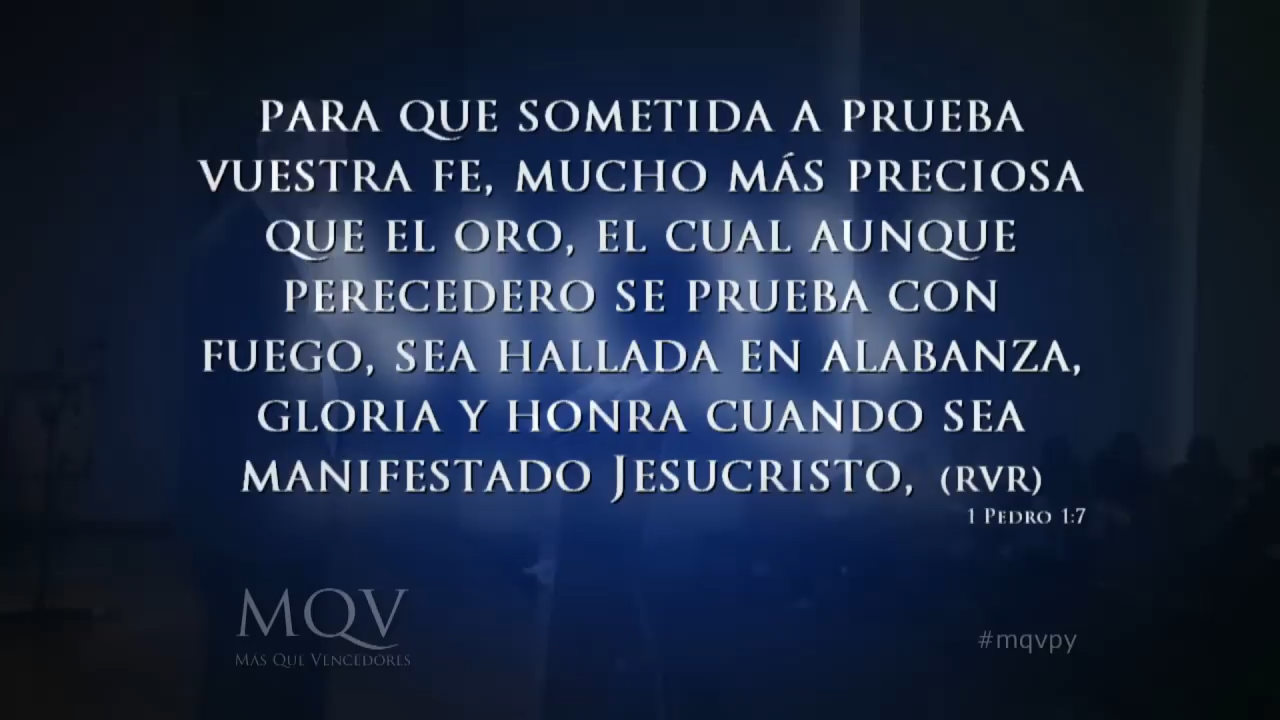 PARA QUE SOMETIDA A PRUEBA
VUESTRA FE, MUCHO MÁS PRECIOSA
QUE EL ORO, EL CUAL AUNQUE
PERECEDERO SE PRUEBA CON
FUEGO, SEA HALLADA EN ALABANZA,
GLORIA Y HONRA CUANDO SEA
MANIFESTADO JESUCRISTO, (RVR)
1 PEDRO 1:7
MQV
MÁS QUE VENCEDORES
#mqvpy